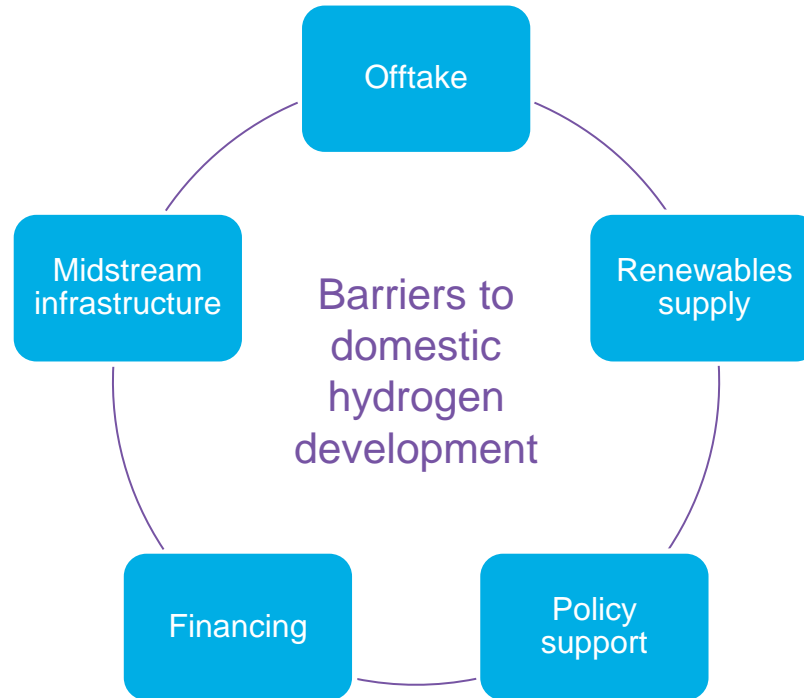 Offtake
Midstream
infrastructure
Renewables
supply
Barriers to
domestic
hydrogen
development
Financing
Policy
support